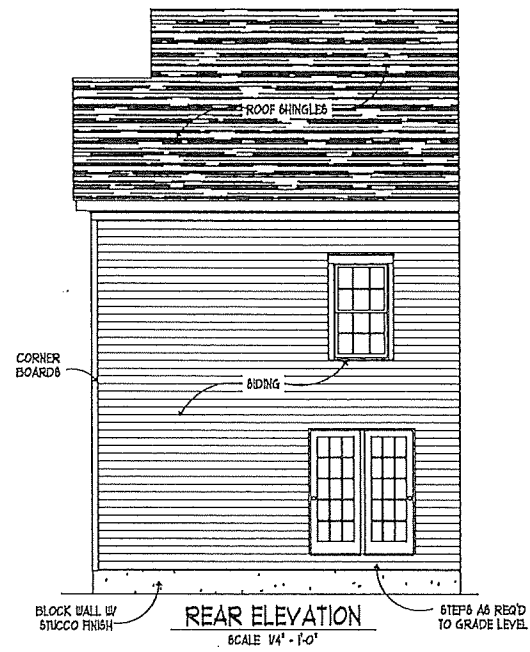 ROOF SHINGLES
CORNER
BOARDS
SIDING
BLOCK WALL W/
STUCCO FINISH
REAR ELEVATION
SCALE 1/4" - 1'-0"
STEPS AS REQ'D
TO GRADE LEVEL